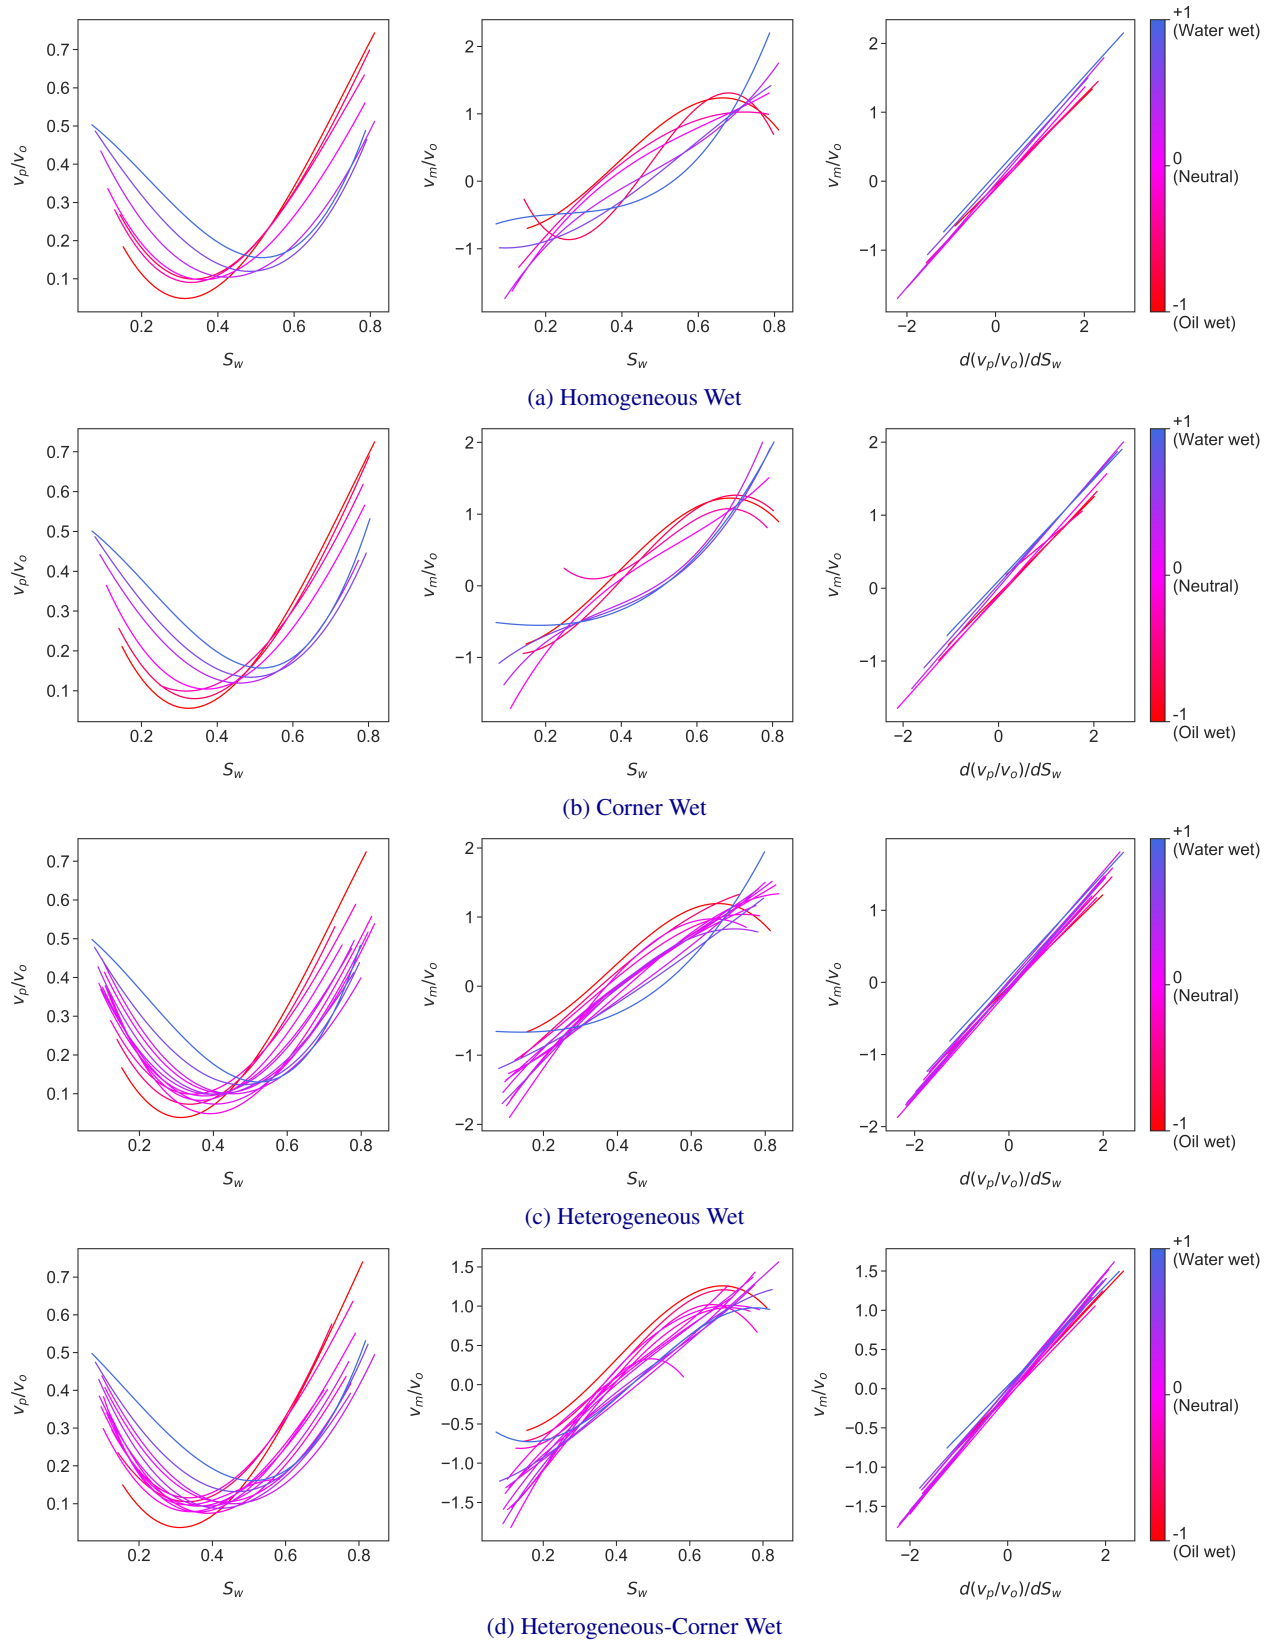 0.7
0.6
0.5
0.4
0.3
0.2
0.1
v_p/v_o
0.2 0.4 0.6 0.8
S_w
2
1
0
−1
v_m/v_o
0.2 0.4 0.6 0.8
S_w
2
1
0
−1
v_m/v_o
−2 0 2
d(v_p/v_o)/dS_w
+1
(Water wet)
0
(Neutral)
-1
(Oil wet)
(a) Homogeneous Wet
0.7
0.6
0.5
0.4
0.3
0.2
0.1
v_p/v_o
0.2 0.4 0.6 0.8
S_w
2
1
0
−1
v_m/v_o
0.2 0.4 0.6 0.8
S_w
2
1
0
−1
v_m/v_o
−2 0 2
d(v_p/v_o)/dS_w
+1
(Water wet)
0
(Neutral)
-1
(Oil wet)
(b) Corner Wet
0.7
0.6
0.5
0.4
0.3
0.2
0.1
v_p/v_o
0.2 0.4 0.6 0.8
S_w
2
1
0
−1
−2
v_m/v_o
0.2 0.4 0.6 0.8
S_w
1
0
−1
−2
v_m/v_o
−2 0 2
d(v_p/v_o)/dS_w
+1
(Water wet)
0
(Neutral)
-1
(Oil wet)
(c) Heterogeneous Wet
0.7
0.6
0.5
0.4
0.3
0.2
0.1
v_p/v_o
0.2 0.4 0.6 0.8
S_w
1.5
1.0
0.5
0.0
−0.5
−1.0
−1.5
v_m/v_o
0.2 0.4 0.6 0.8
S_w
1.5
1.0
0.5
0.0
−0.5
−1.0
−1.5
v_m/v_o
−2 0 2
d(v_p/v_o)/dS_w
+1
(Water wet)
0
(Neutral)
-1
(Oil wet)
(d) Heterogeneous-Corner Wet